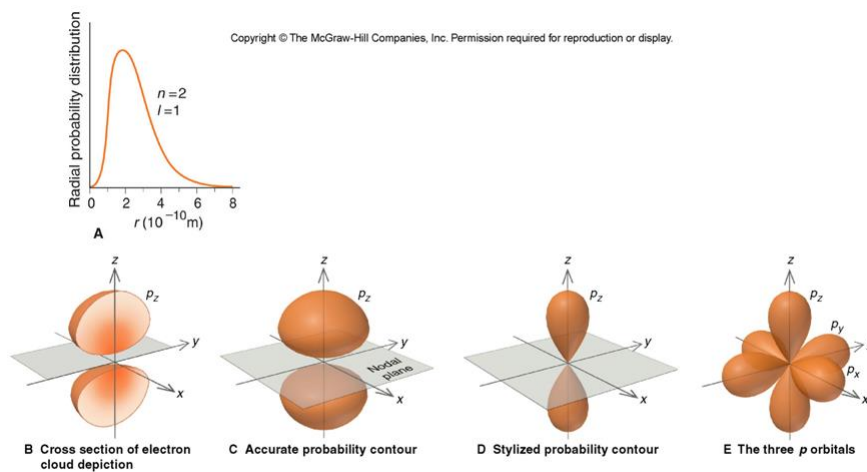 Copyright © The McGraw-Hill Companies, Inc. Permission required for reproduction or display.
Radial probability distribution
n=2
l=1
0 2 4 6 8
r (10⁻¹⁰m)
A
z
p_z
y
x
B Cross section of electron
cloud depiction
z
p_z
y
Nodal
plane
x
C Accurate probability contour
z
p_z
y
x
D Stylized probability contour
z
p_z
p_y
p_x
x
E The three p orbitals